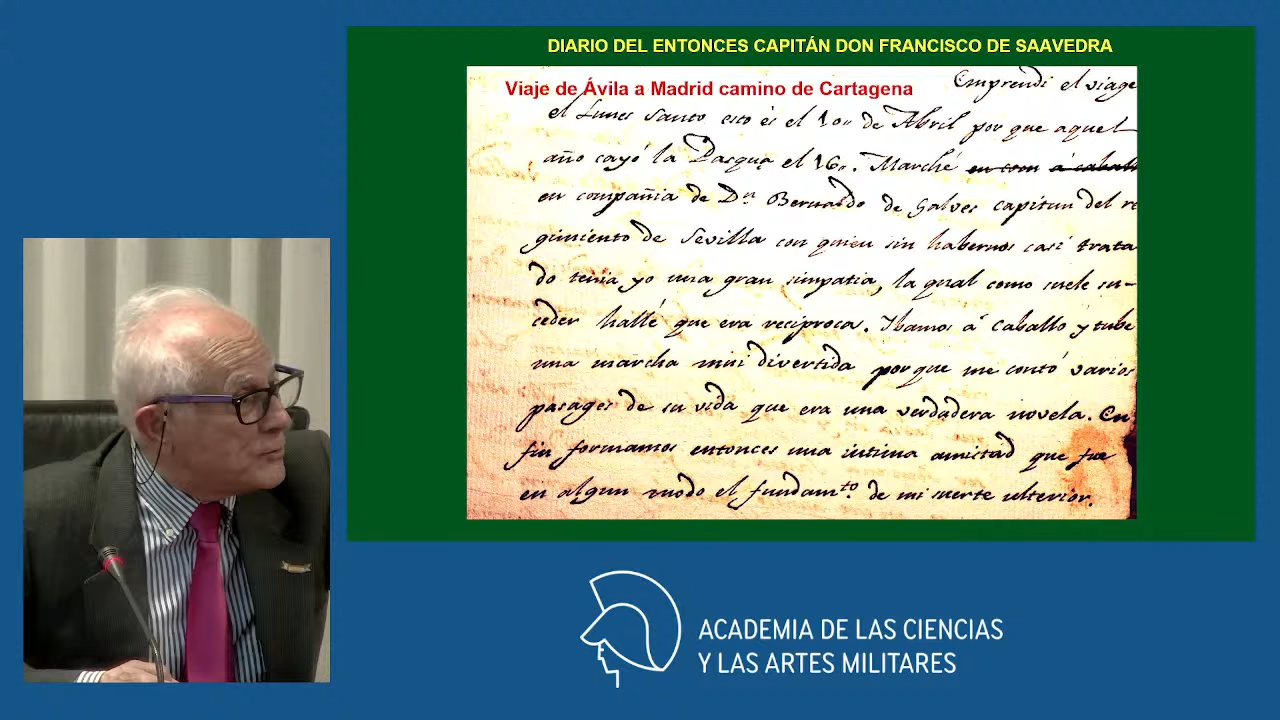 DIARIO DEL ENTONCES CAPITÁN DON FRANCISCO DE SAAVEDRA
Viaje de Ávila a Madrid camino de Cartagena
Emprendi el viage
el Lunes Santo esto es el 10 de Abril por que aquel
año cayó la Pasqua el 16. Marché en com á caball
en compañia de Dn Bernardo de Galves capitan del re
gimiento de Sevilla con quien sin habernos casi trata
do tenia yo una gran simpatia, la qual como suele su-
ceder hallé que era reciproca. Ibamos á caballo y tube
una marcha mui divertida porque me contó varios
pasages de su vida que era una verdadera novela. En
fin formamos entonces una intima amistad que fue
en algun modo el fundamto. de mi suerte ulterior.
ACADEMIA DE LAS CIENCIAS
Y LAS ARTES MILITARES